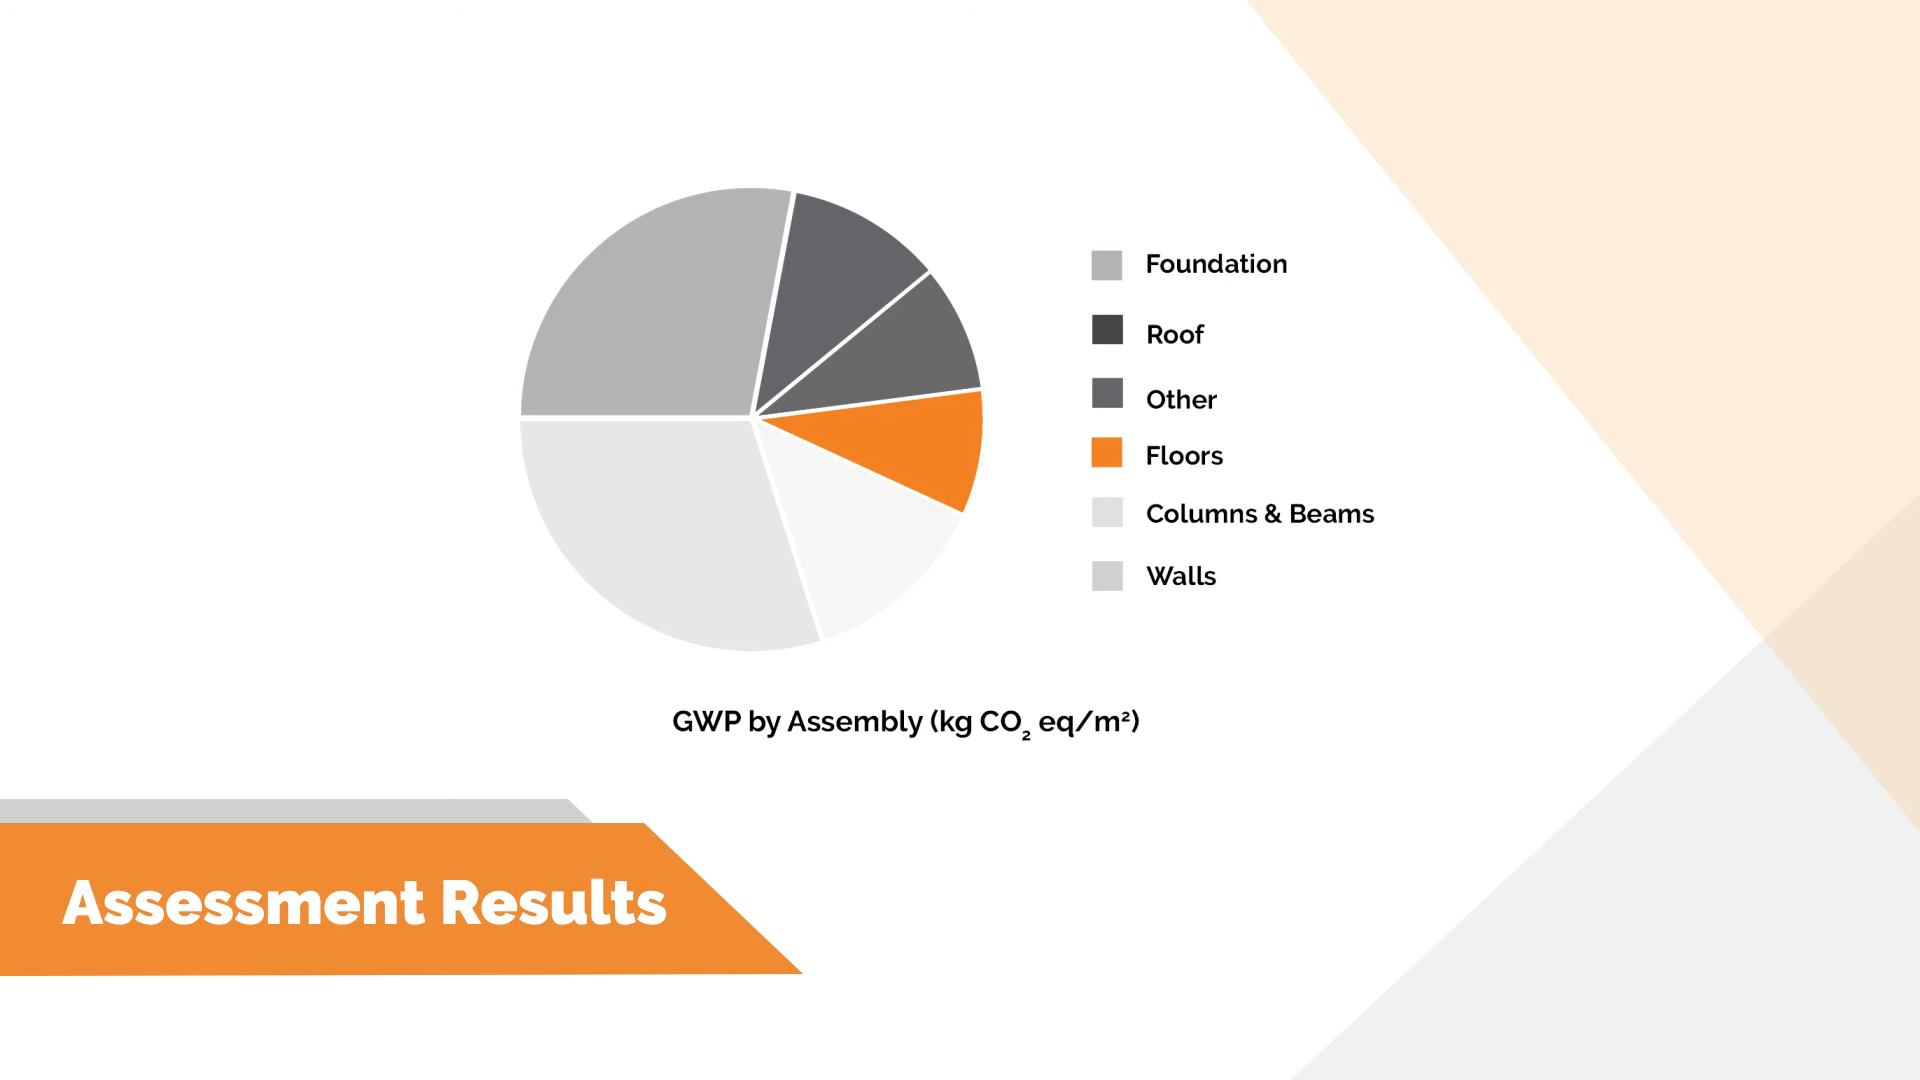 Foundation
Roof
Other
Floors
Columns & Beams
Walls
GWP by Assembly (kg CO₂ eq/m²)
Assessment Results